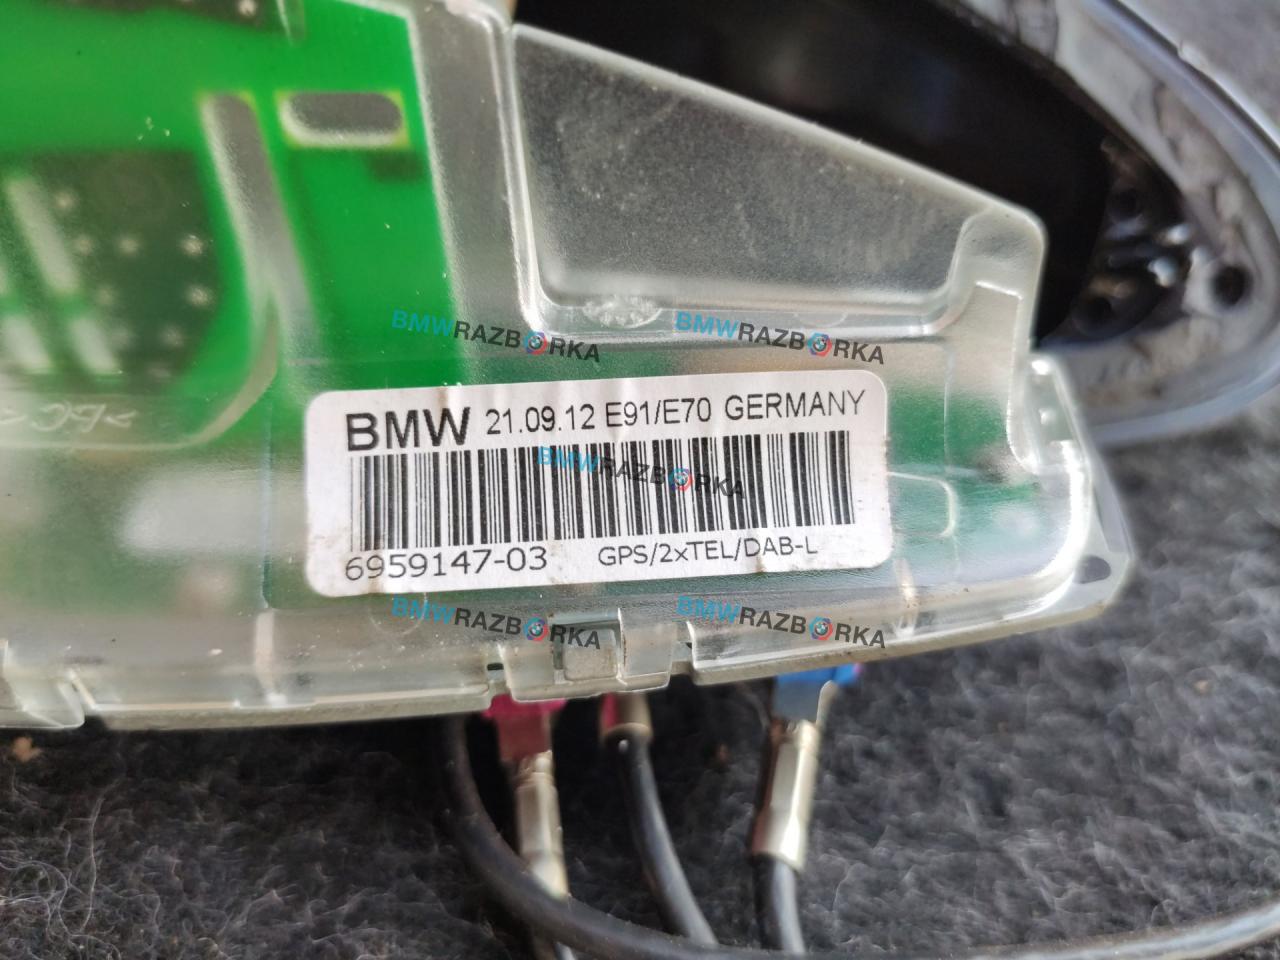 BMWRAZBORKA BMWRAZBORKA
BMW 21.09.12 E91/E70 GERMANY
BMWRAZBORKA
6959147-03 GPS/2xTEL/DAB-L
BMWRAZBORKA BMWRAZBORKA